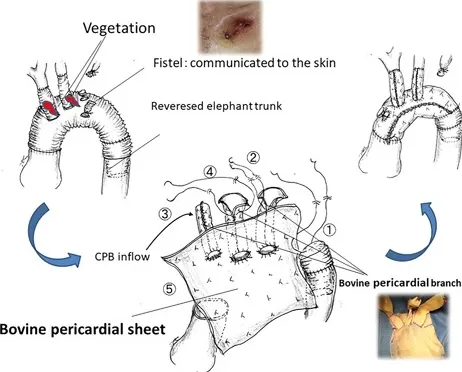 Vegetation
Fistel : communicated to the skin
Reveresed elephant trunk
②
④
③
①
CPB inflow
Bovine pericardial branch
⑤
Bovine pericardial sheet